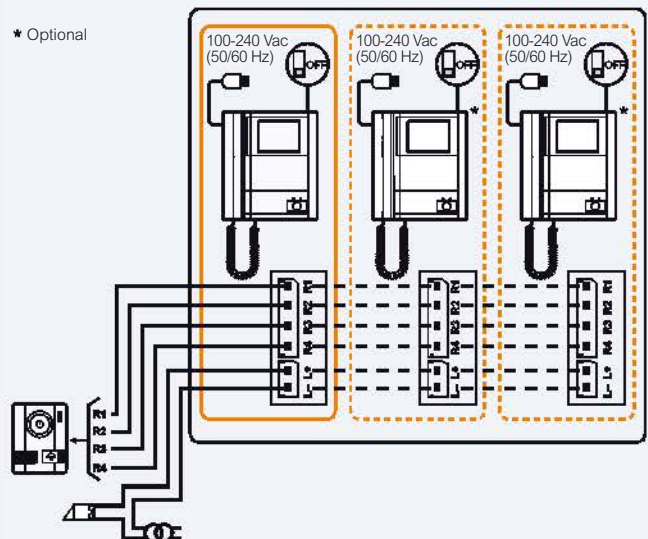 * Optional
100-240 Vac
(50/60 Hz)
OFF
100-240 Vac
(50/60 Hz)
OFF
*
100-240 Vac
(50/60 Hz)
OFF
*
R1
R2
R3
R4
L+
L-
R1
R2
R3
R4
L+
L-
R1
R2
R3
R4
L+
L-
R1
R2
R3
R4